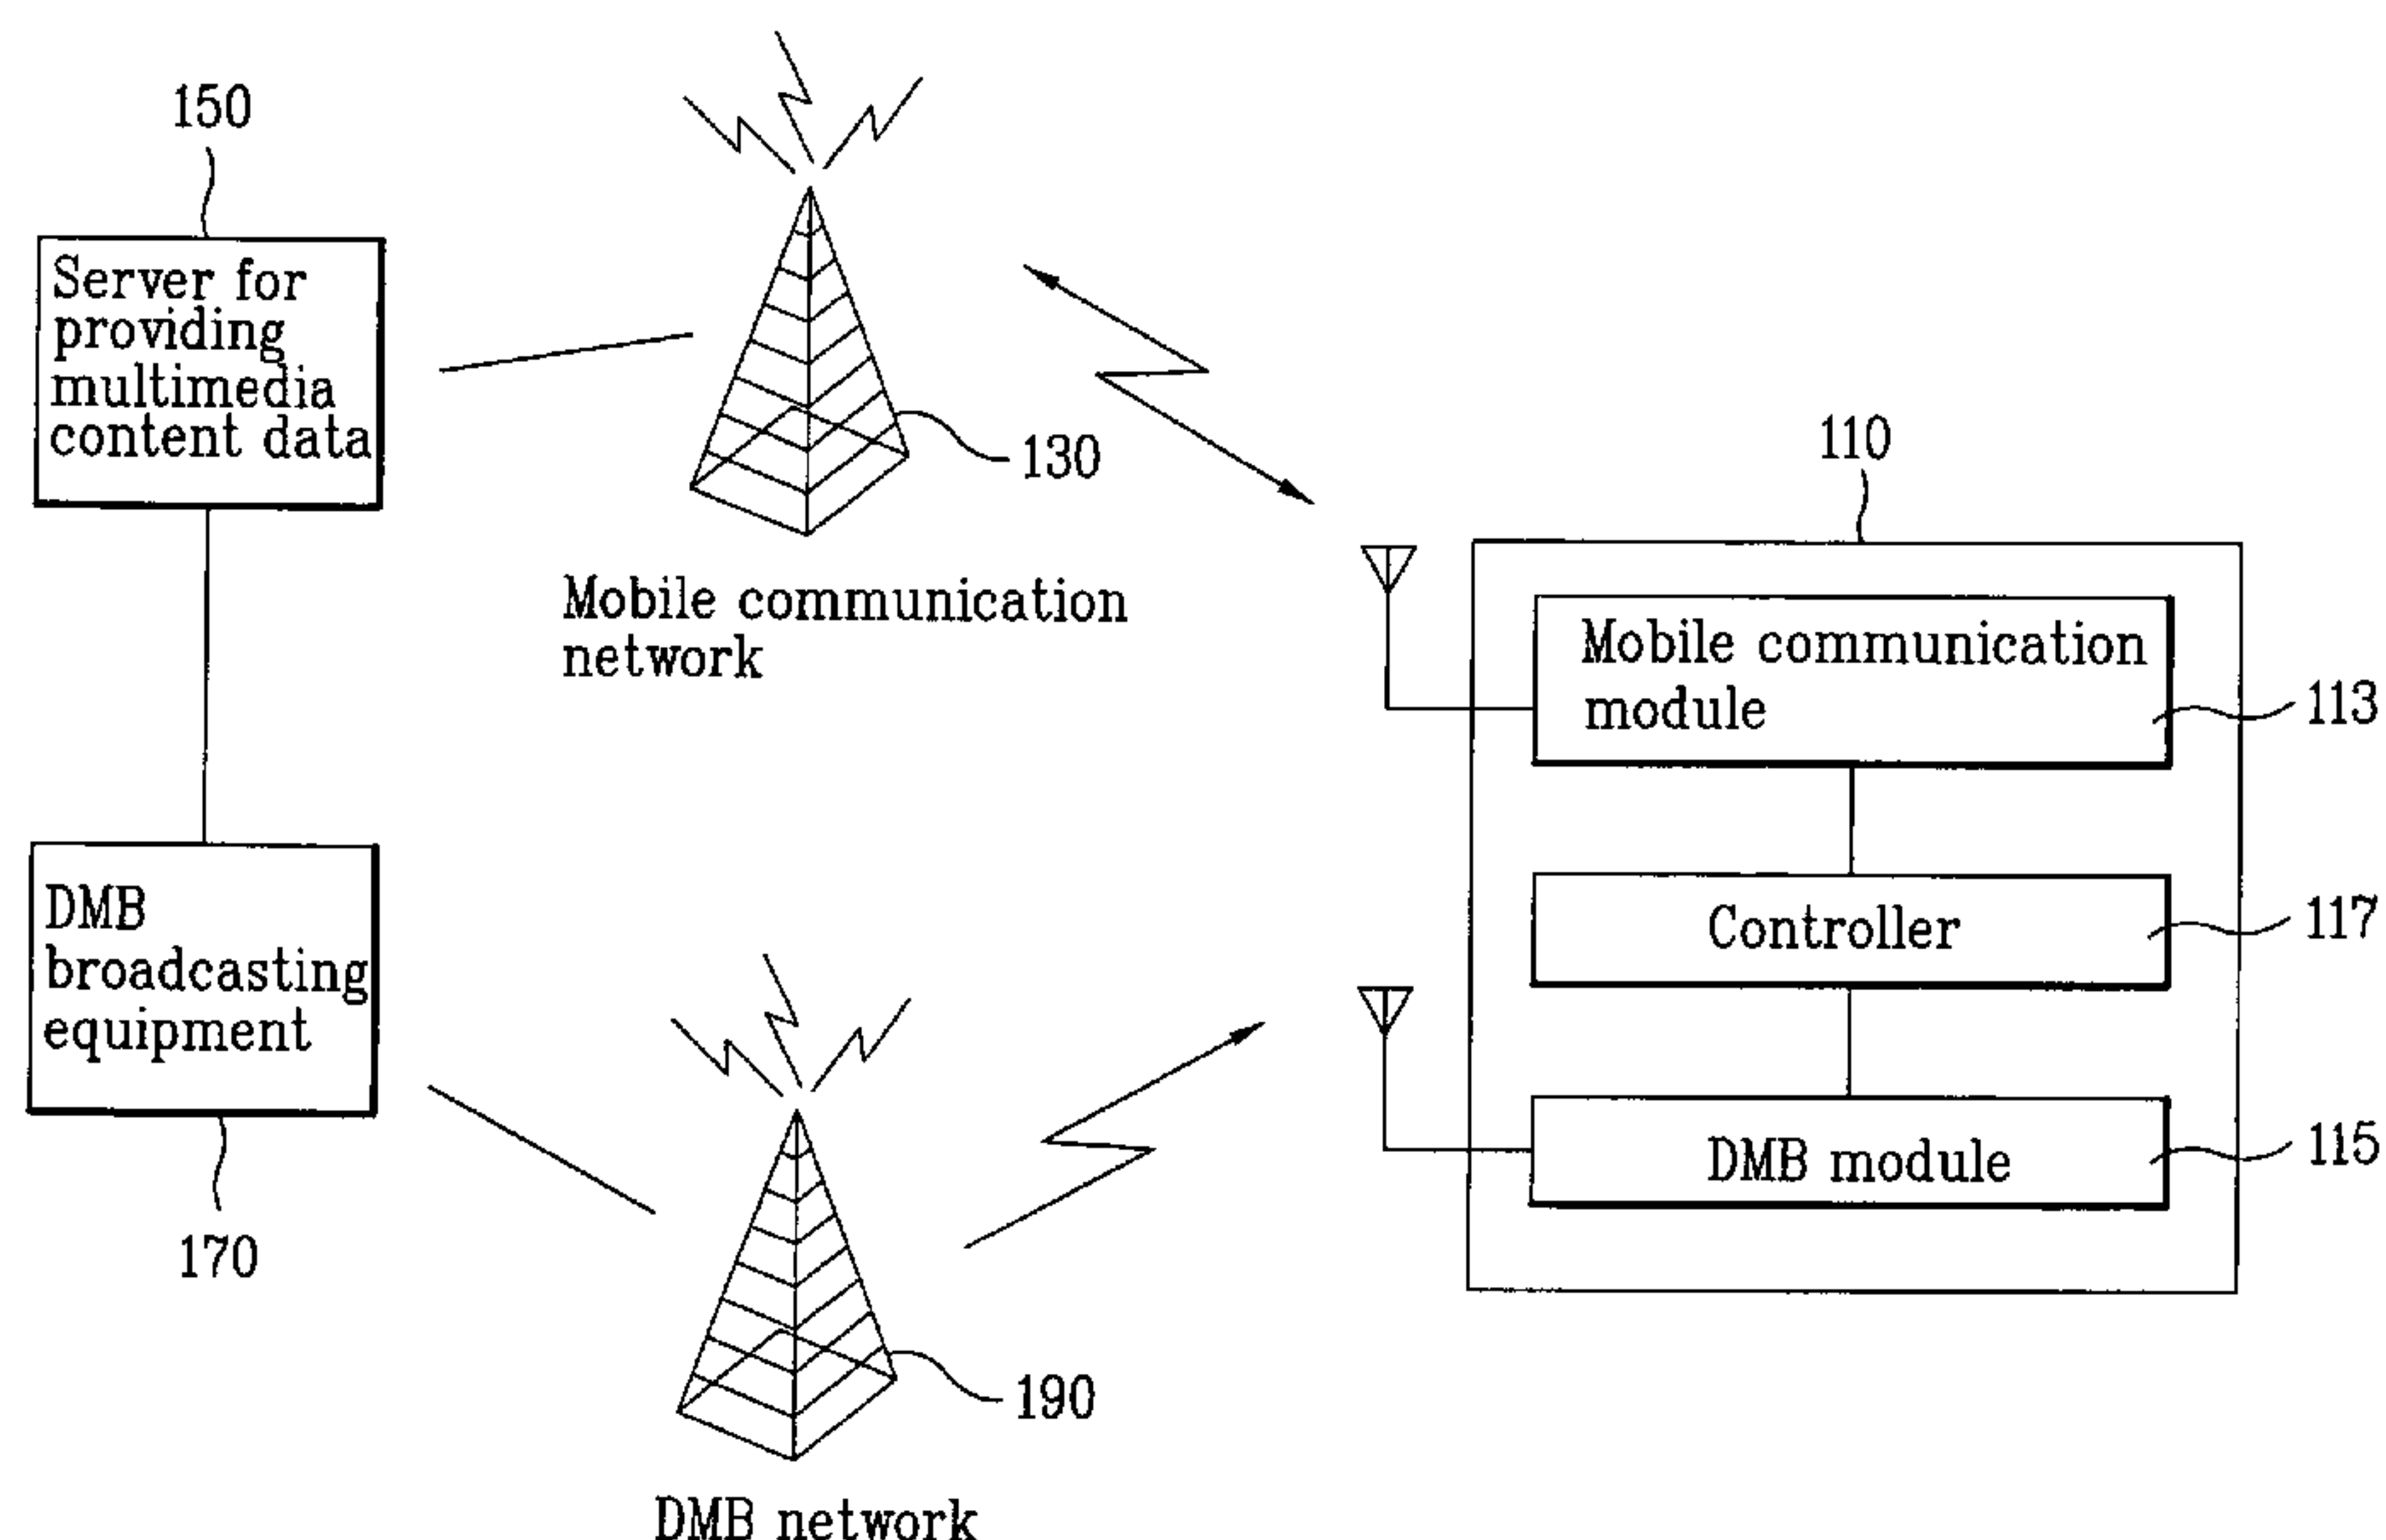 150
Server for
providing
multimedia
content data
130
Mobile communication
network
110
Mobile communication
module
113
Controller
117
DMB module
115
DMB
broadcasting
equipment
170
190
DMB network